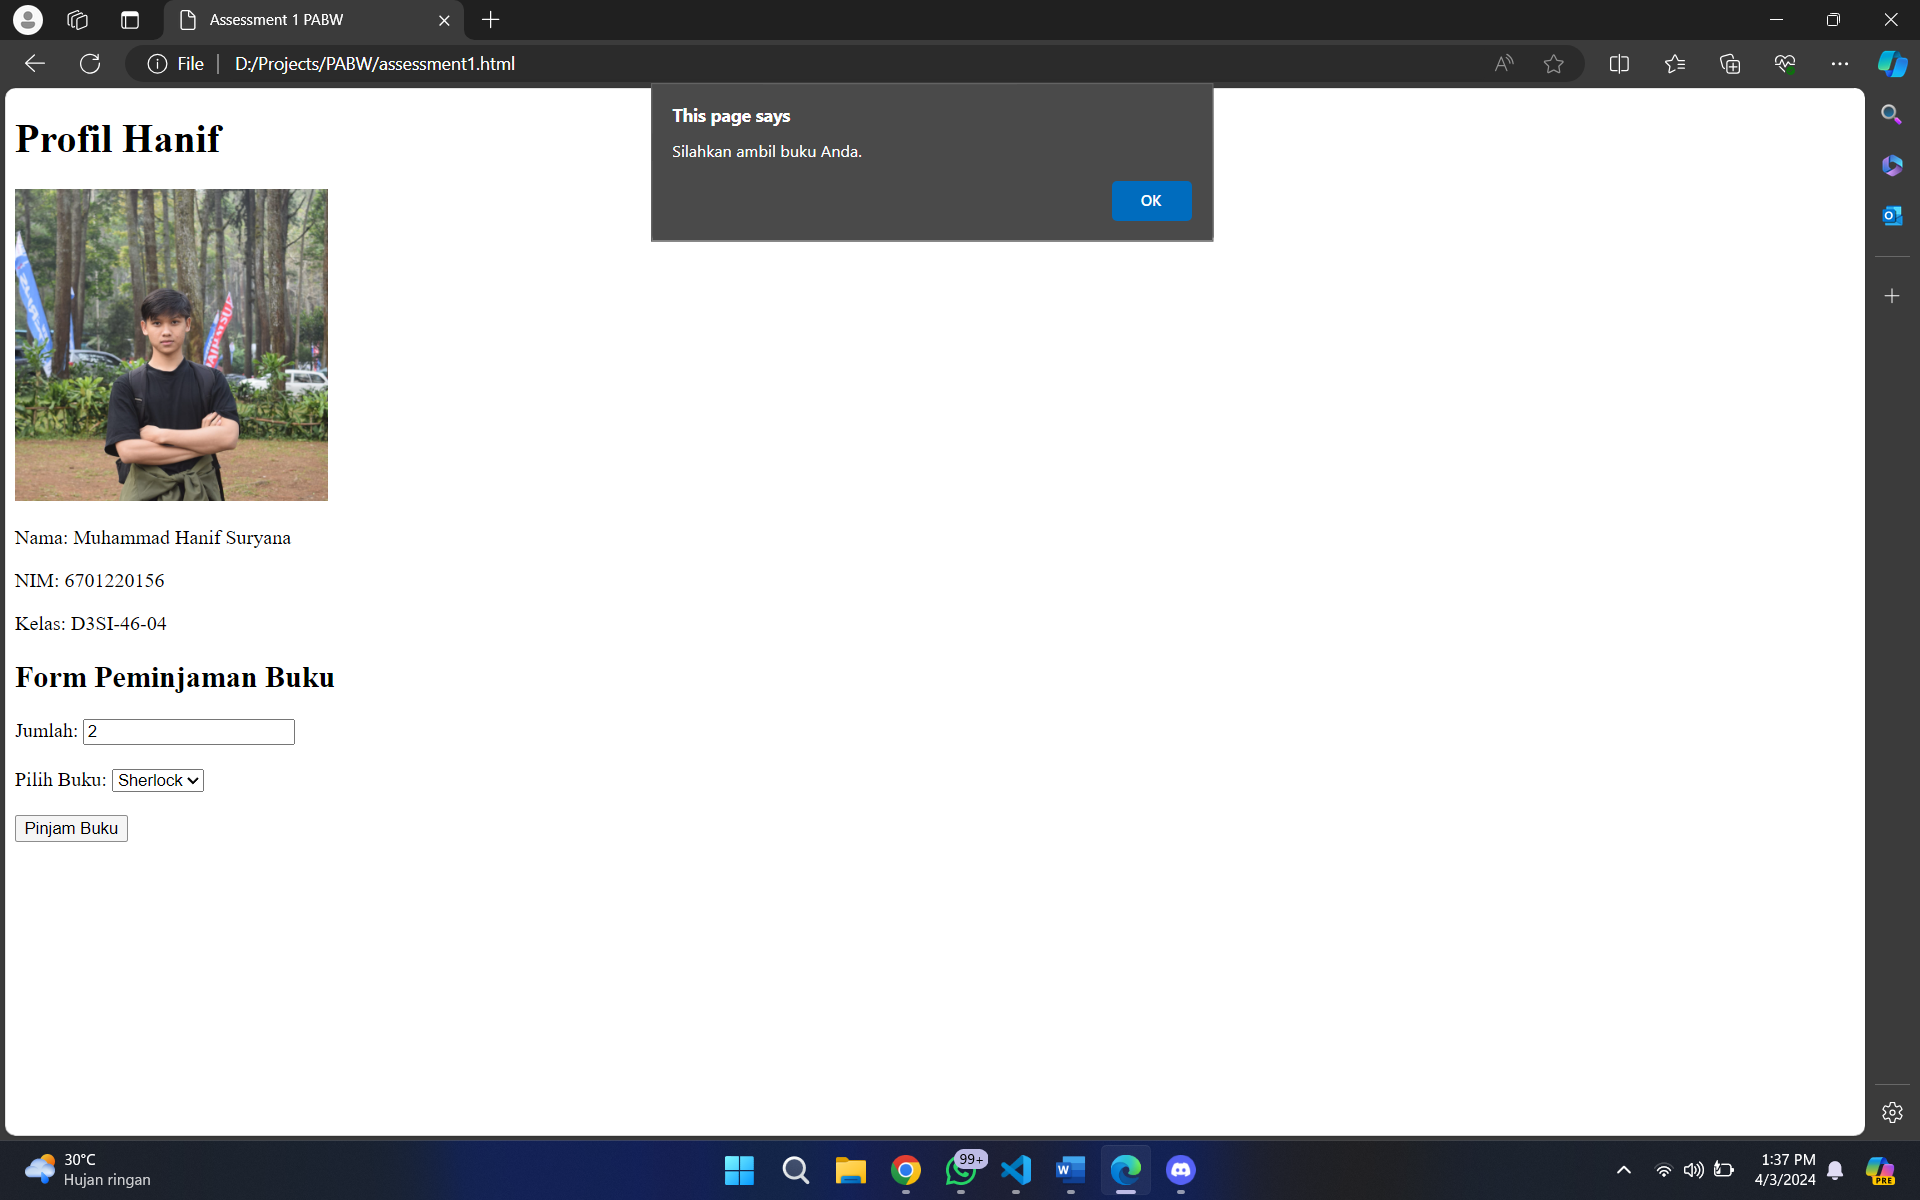 Assessment 1 PABW
File
D:/Projects/PABW/assessment1.html
This page says
Silahkan ambil buku Anda.
OK
Profil Hanif
Nama: Muhammad Hanif Suryana
NIM: 6701220156
Kelas: D3SI-46-04
Form Peminjaman Buku
Jumlah: 2
Pilih Buku: Sherlock
Pinjam Buku
30°C
Hujan ringan
99+
1:37 PM
4/3/2024
PRE